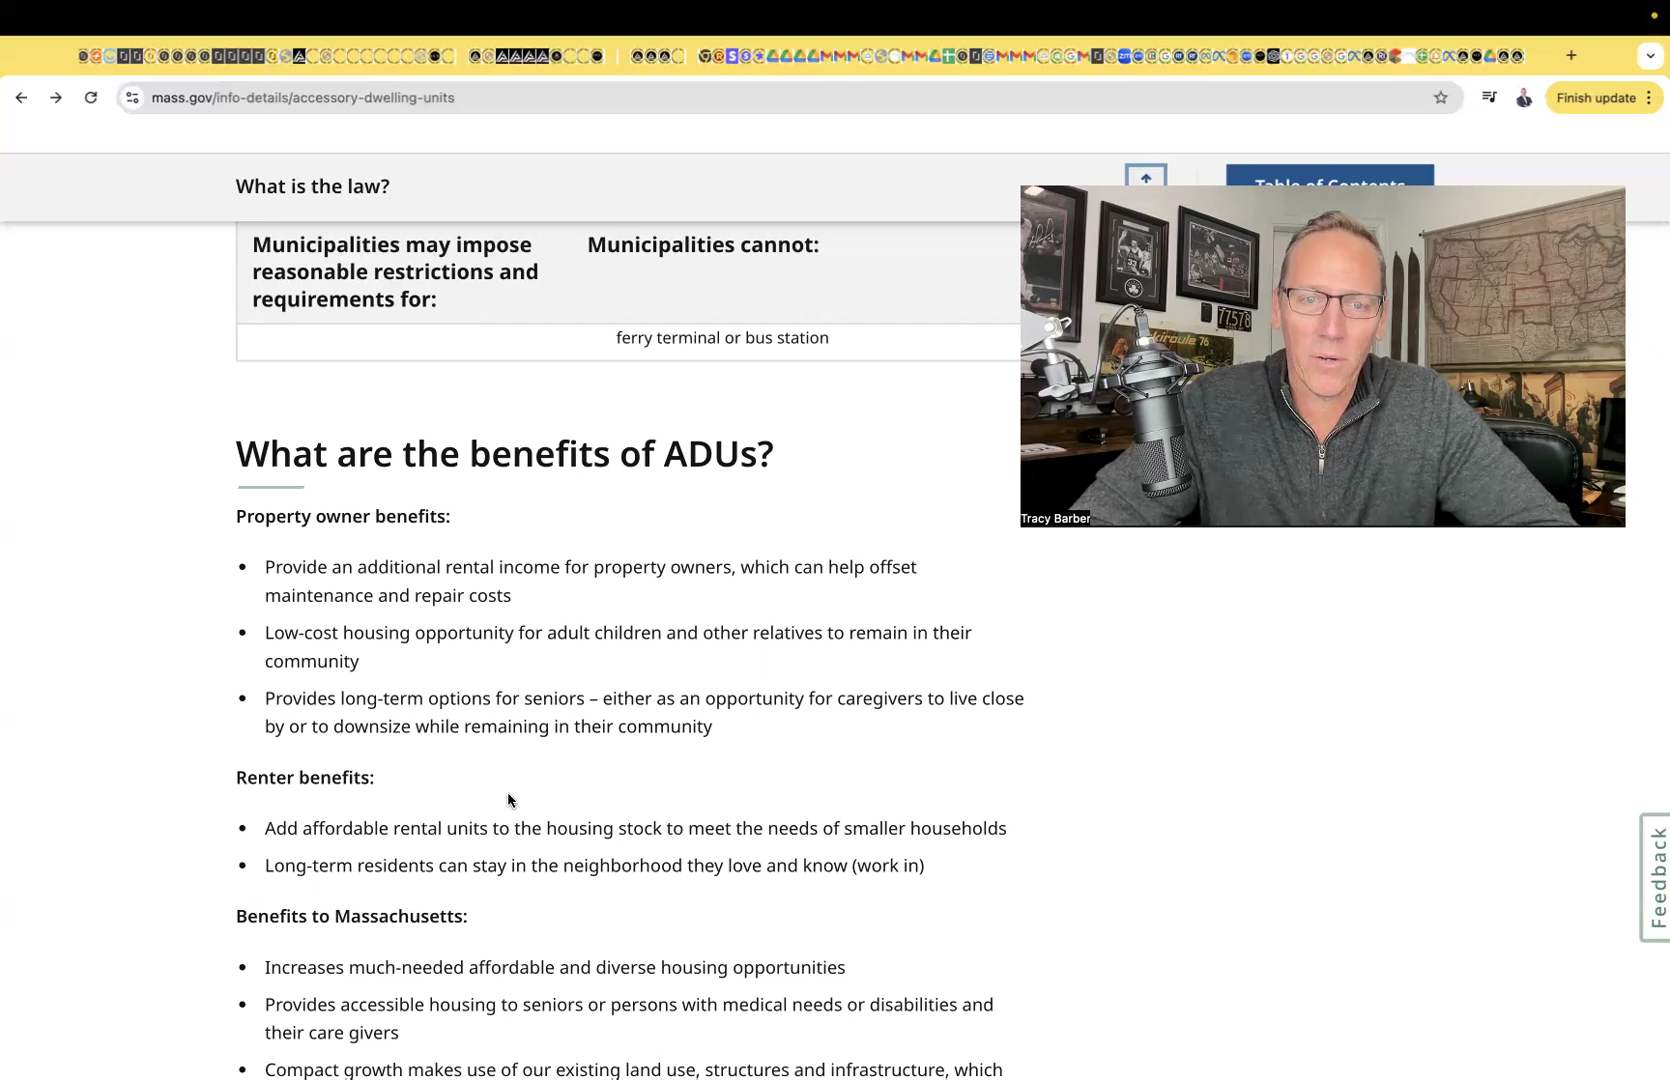 mass.gov/info-details/accessory-dwelling-units
Finish update
What is the law?
Table of Contents
Municipalities may impose
reasonable restrictions and
requirements for:
Municipalities cannot:
ferry terminal or bus station
33
77578
kiroule 76
Tracy Barber
What are the benefits of ADUs?
Property owner benefits:
• Provide an additional rental income for property owners, which can help offset
maintenance and repair costs
• Low-cost housing opportunity for adult children and other relatives to remain in their
community
• Provides long-term options for seniors – either as an opportunity for caregivers to live close
by or to downsize while remaining in their community
Renter benefits:
• Add affordable rental units to the housing stock to meet the needs of smaller households
• Long-term residents can stay in the neighborhood they love and know (work in)
Benefits to Massachusetts:
• Increases much-needed affordable and diverse housing opportunities
• Provides accessible housing to seniors or persons with medical needs or disabilities and
their care givers
• Compact growth makes use of our existing land use, structures and infrastructure, which
Feedback